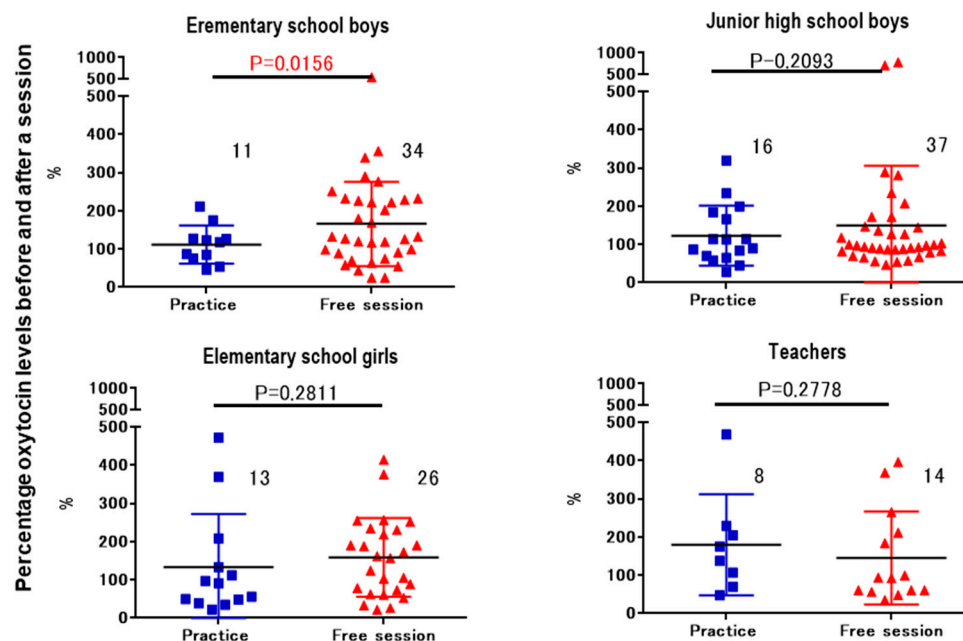 Percentage oxytocin levels before and after a session
Erementary school boys
P=0.0156
1000
500
500
400
300
200
100
0
%
11
34
Practice
Free session
Junior high school boys
P-0.2093
1000
500
500
400
300
200
100
0
%
16
37
Practice
Free session
Elementary school girls
P=0.2811
1000
500
500
400
300
200
100
0
%
13
26
Practice
Free session
Teachers
P=0.2778
1000
500
500
400
300
200
100
0
%
8
14
Practice
Free session